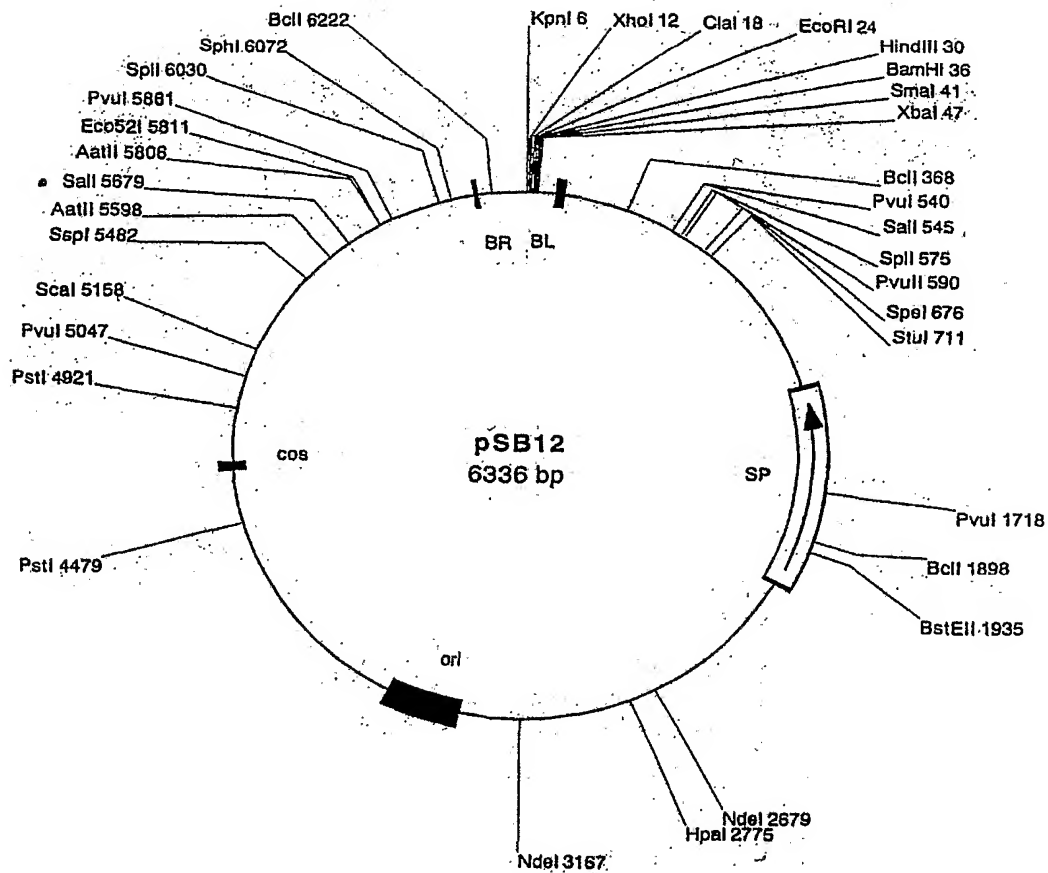 KpnI 6
XhoI 12
ClaI 18
EcoRI 24
HindIII 30
BamHI 36
SmaI 41
XbaI 47
BclI 368
PvuI 540
SalI 545
SplI 575
PvuII 590
SpeI 676
StuI 711
PvuI 1718
BclI 1898
BstEII 1935
NdeI 2679
HpaI 2775
NdeI 3167
PstI 4479
PstI 4921
PvuI 5047
ScaI 5158
SspI 5482
AatII 5598
SalI 5679
AatII 5806
Eco52I 5811
PvuI 5861
SplI 6030
SphI 6072
BclI 6222
BR
BL
pSB12
6336 bp
cos
SP
ori